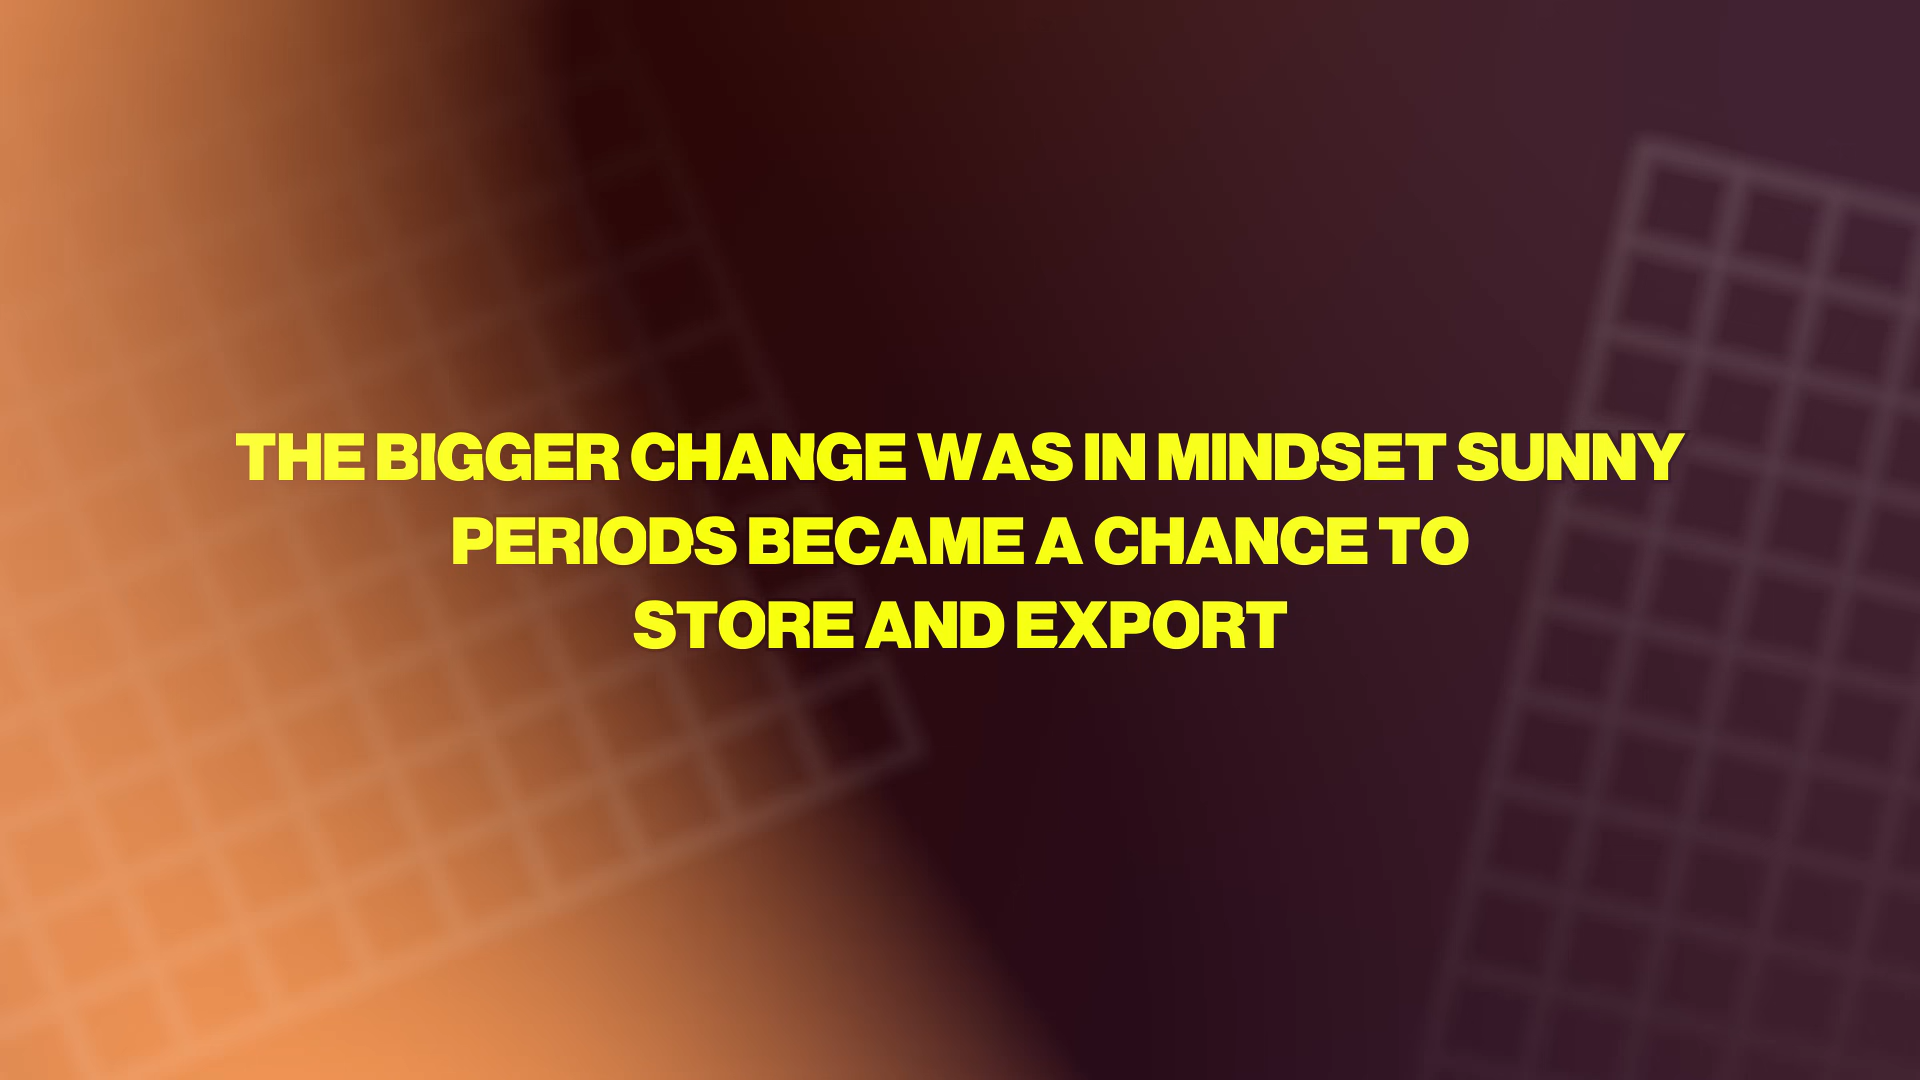 THE BIGGER CHANGE WAS IN MINDSET SUNNY
PERIODS BECAME A CHANCE TO
STORE AND EXPORT